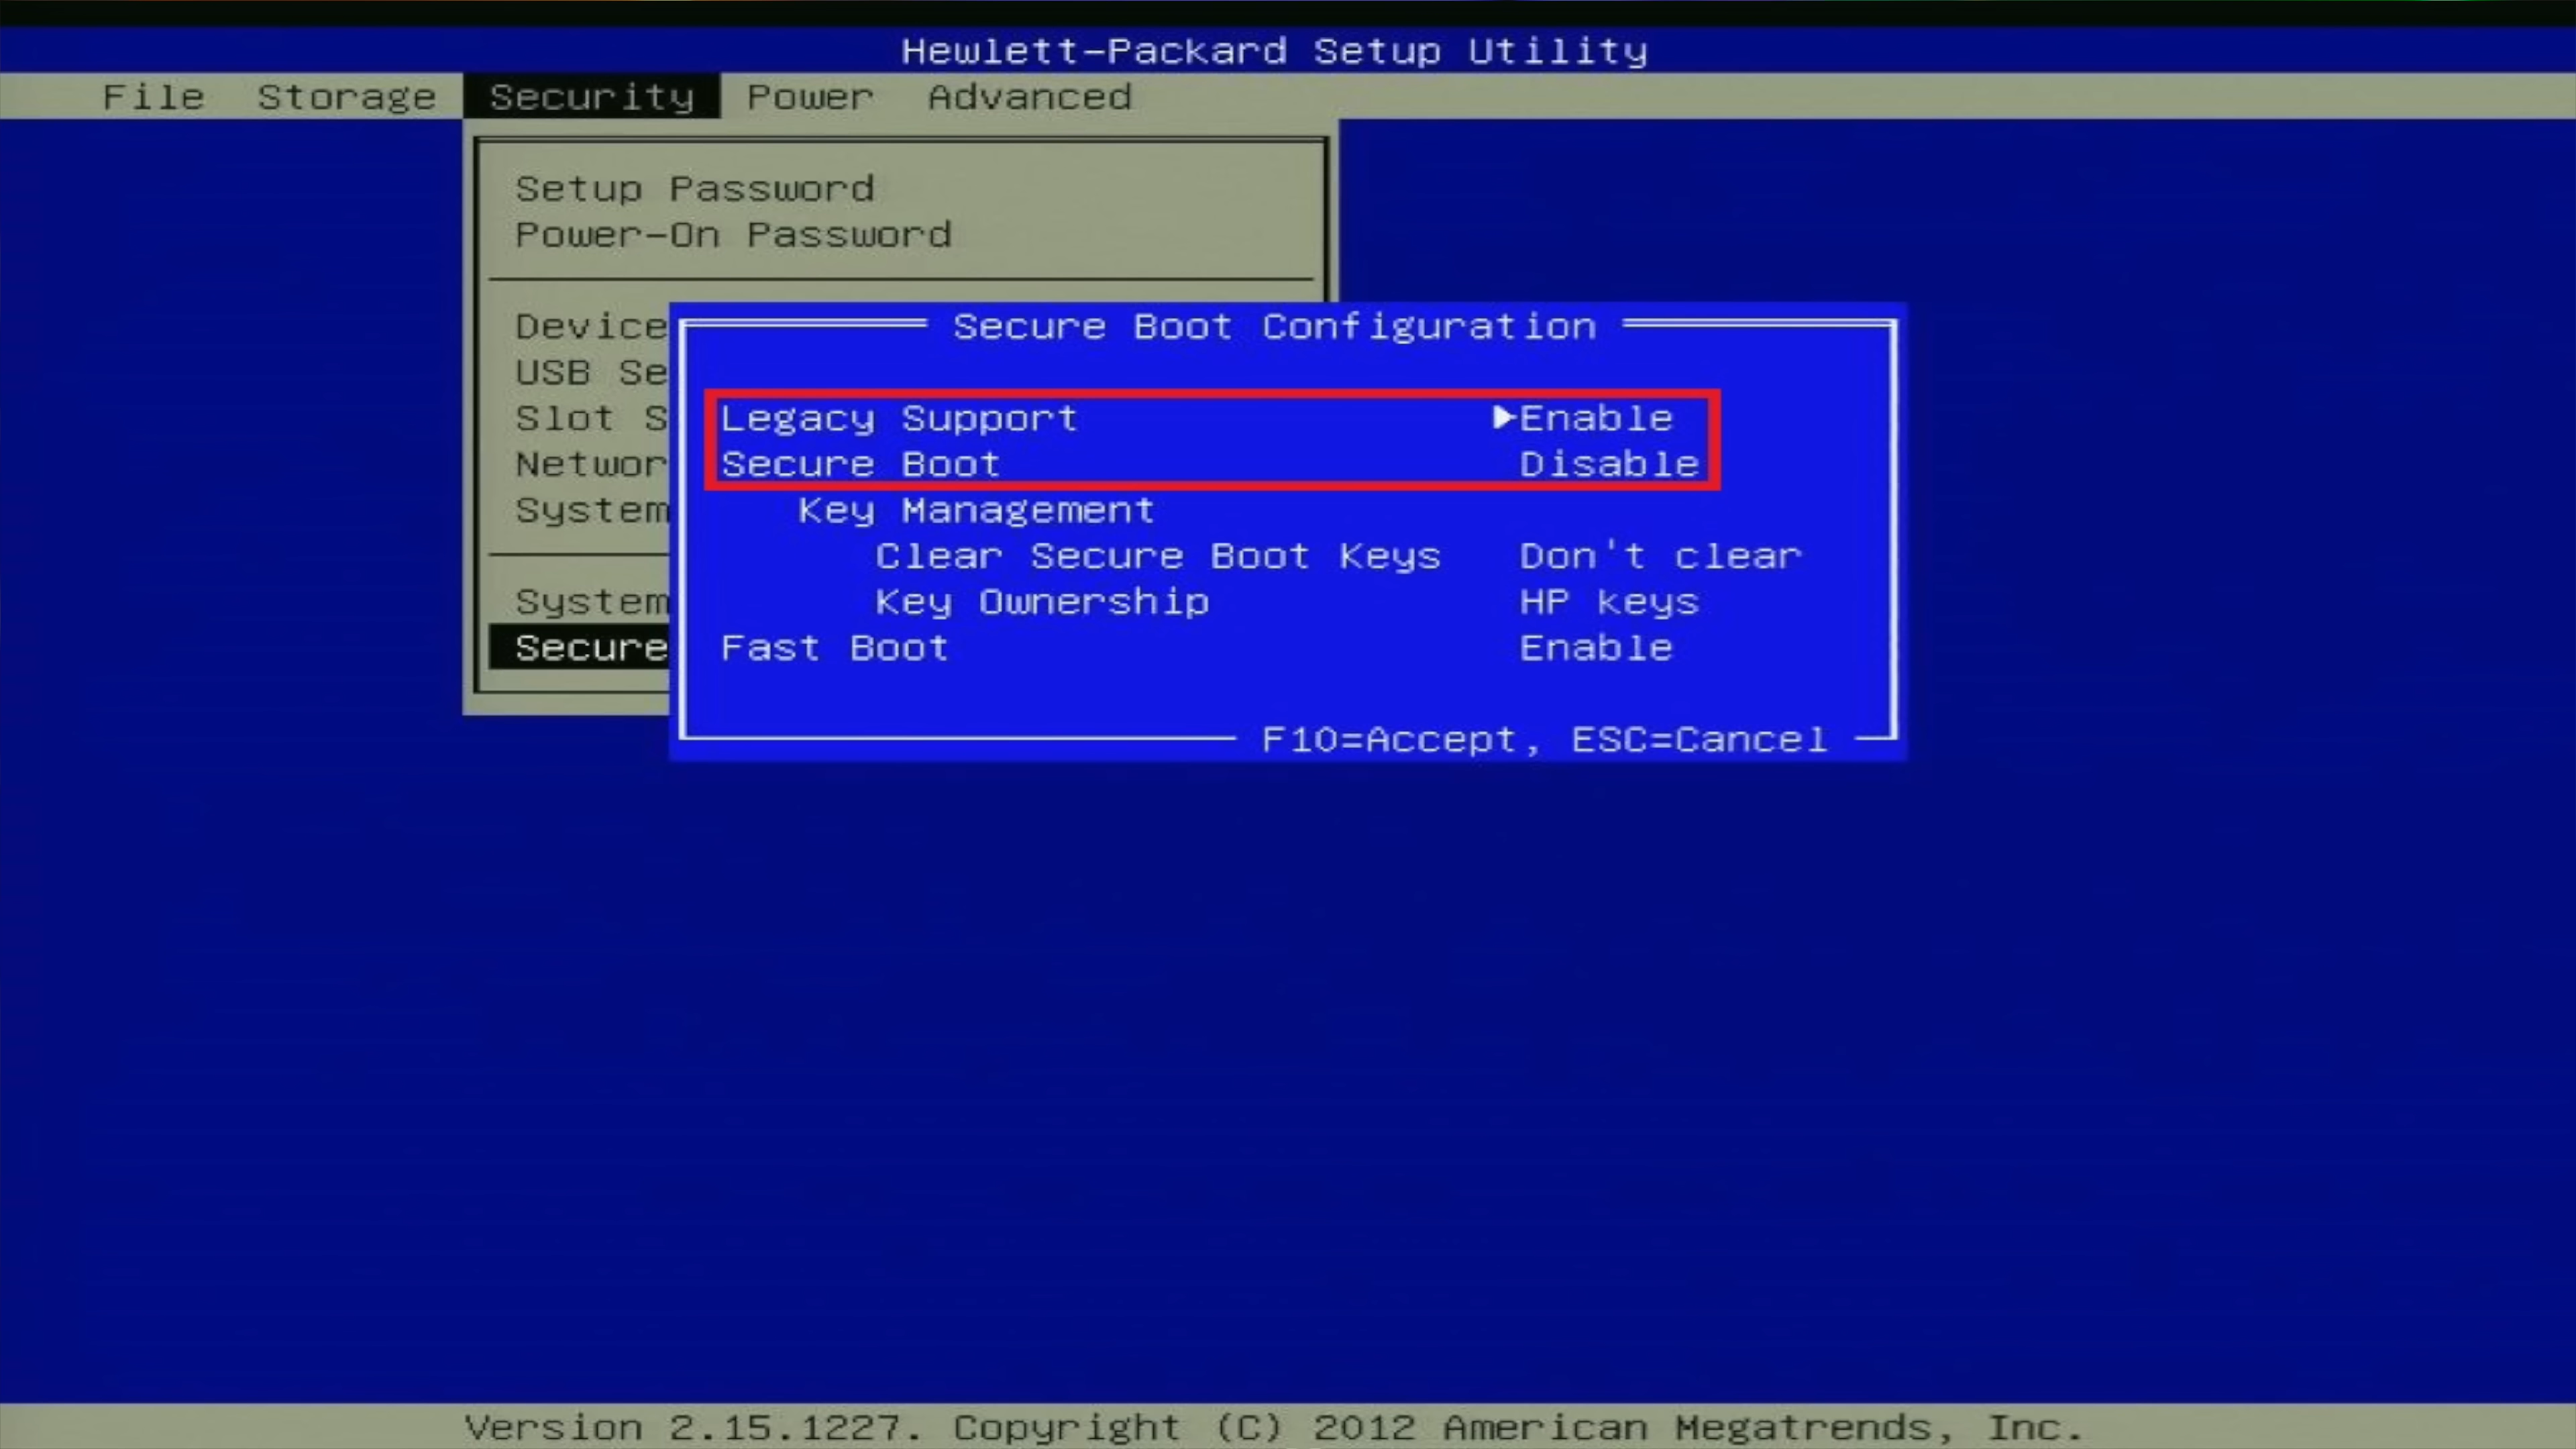 Hewlett-Packard Setup Utility
File Storage Security Power Advanced
Setup Password
Power-On Password
Device
USB Se
Slot S
Networ
System
System
Secure
Secure Boot Configuration
Legacy Support ▶Enable
Secure Boot Disable
Key Management
Clear Secure Boot Keys Don't clear
Key Ownership HP keys
Fast Boot Enable
F10=Accept, ESC=Cancel
Version 2.15.1227. Copyright (C) 2012 American Megatrends, Inc.